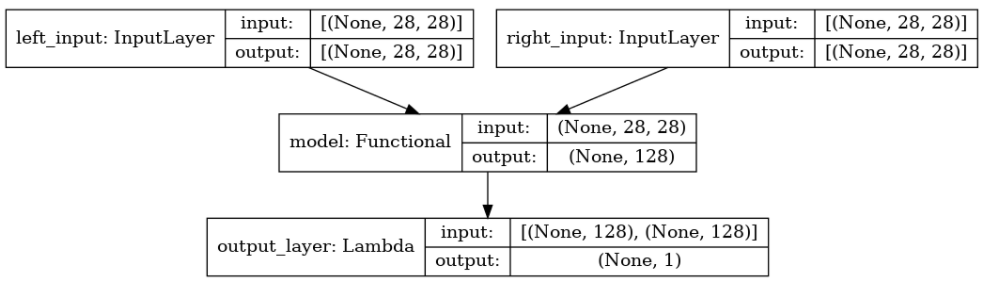 left_input: InputLayer input: [(None, 28, 28)] right_input: InputLayer input: [(None, 28, 28)]
output: [(None, 28, 28)] output: [(None, 28, 28)]
model: Functional input: (None, 28, 28)
output: (None, 128)
output_layer: Lambda input: [(None, 128), (None, 128)]
output: (None, 1)